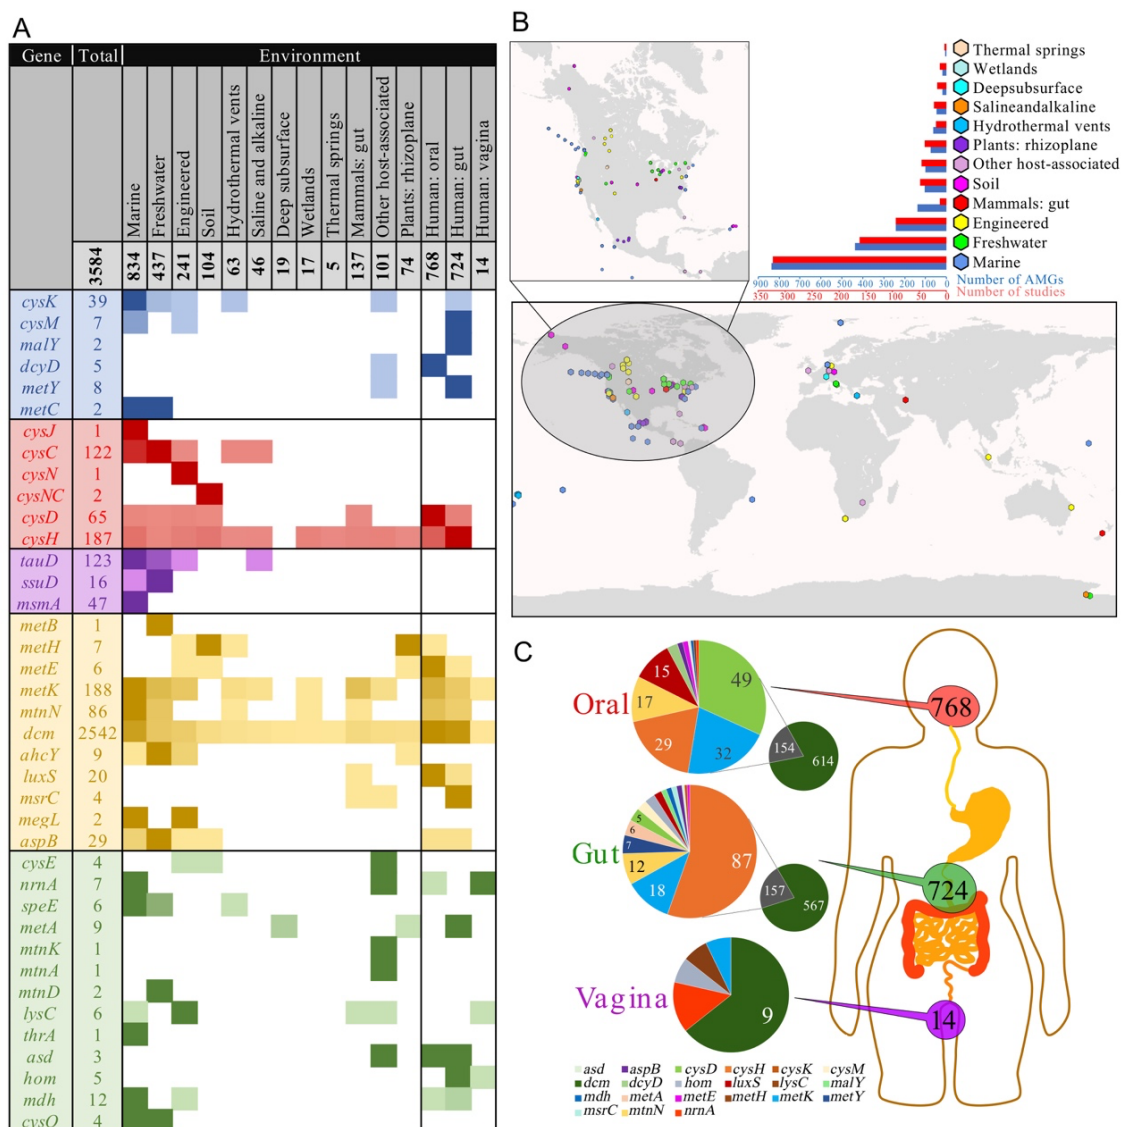 A
Gene Total Environment
Marine
Freshwater
Engineered
Soil
Hydrothermal vents
Saline and alkaline
Deep subsurface
Wetlands
Thermal springs
Mammals: gut
Other host-associated
Plants: rhizoplane
Human: oral
Human: gut
Human: vagina
3584 834 437 241 104 63 46 19 17 5 137 101 74 768 724 14
cysK 39
cysM 7
malY 2
dcyD 5
metY 8
metC 2
cysJ 1
cysC 122
cysN 1
cysNC 2
cysD 65
cysH 187
tauD 123
ssuD 16
msmA 47
metB 1
metH 7
metE 6
metK 188
mtnN 86
dcm 2542
ahcY 9
luxS 20
msrC 4
megL 2
aspB 29
cysE 4
nrnA 7
speE 6
metA 9
mtnK 1
mtnA 1
mtnD 2
lysC 6
thrA 1
asd 3
hom 5
mdh 12
cysO 4
B
Thermal springs
Wetlands
Deepsubsurface
Salineandalkaline
Hydrothermal vents
Plants: rhizoplane
Other host-associated
Soil
Mammals: gut
Engineered
Freshwater
Marine
900 800 700 600 500 400 300 200 100 0 Number of AMGs
350 300 250 200 150 100 50 0 Number of studies
C
Oral
49
32
29
17
15
154
614
768
Gut
87
18
12
7
6
5
157
567
724
Vagina
9
14
asd aspB cysD cysH cysK cysM
dcm dcyD hom luxS lysC malY
mdh metA metE metH metK metY
msrC mtnN nrnA